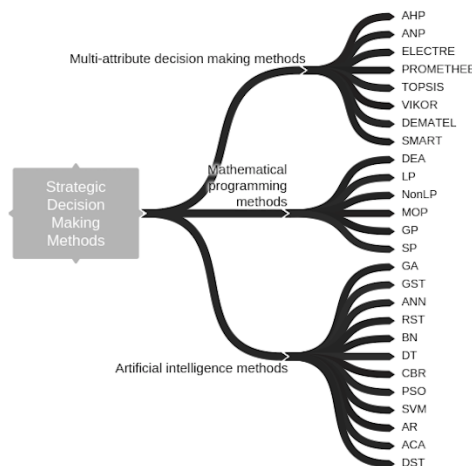 Strategic
Decision
Making
Methods
Multi-attribute decision making methods
AHP
ANP
ELECTRE
PROMETHEE
TOPSIS
VIKOR
DEMATEL
SMART
Mathematical
programming
methods
DEA
LP
NonLP
MOP
GP
SP
Artificial intelligence methods
GA
GST
ANN
RST
BN
DT
CBR
PSO
SVM
AR
ACA
DST